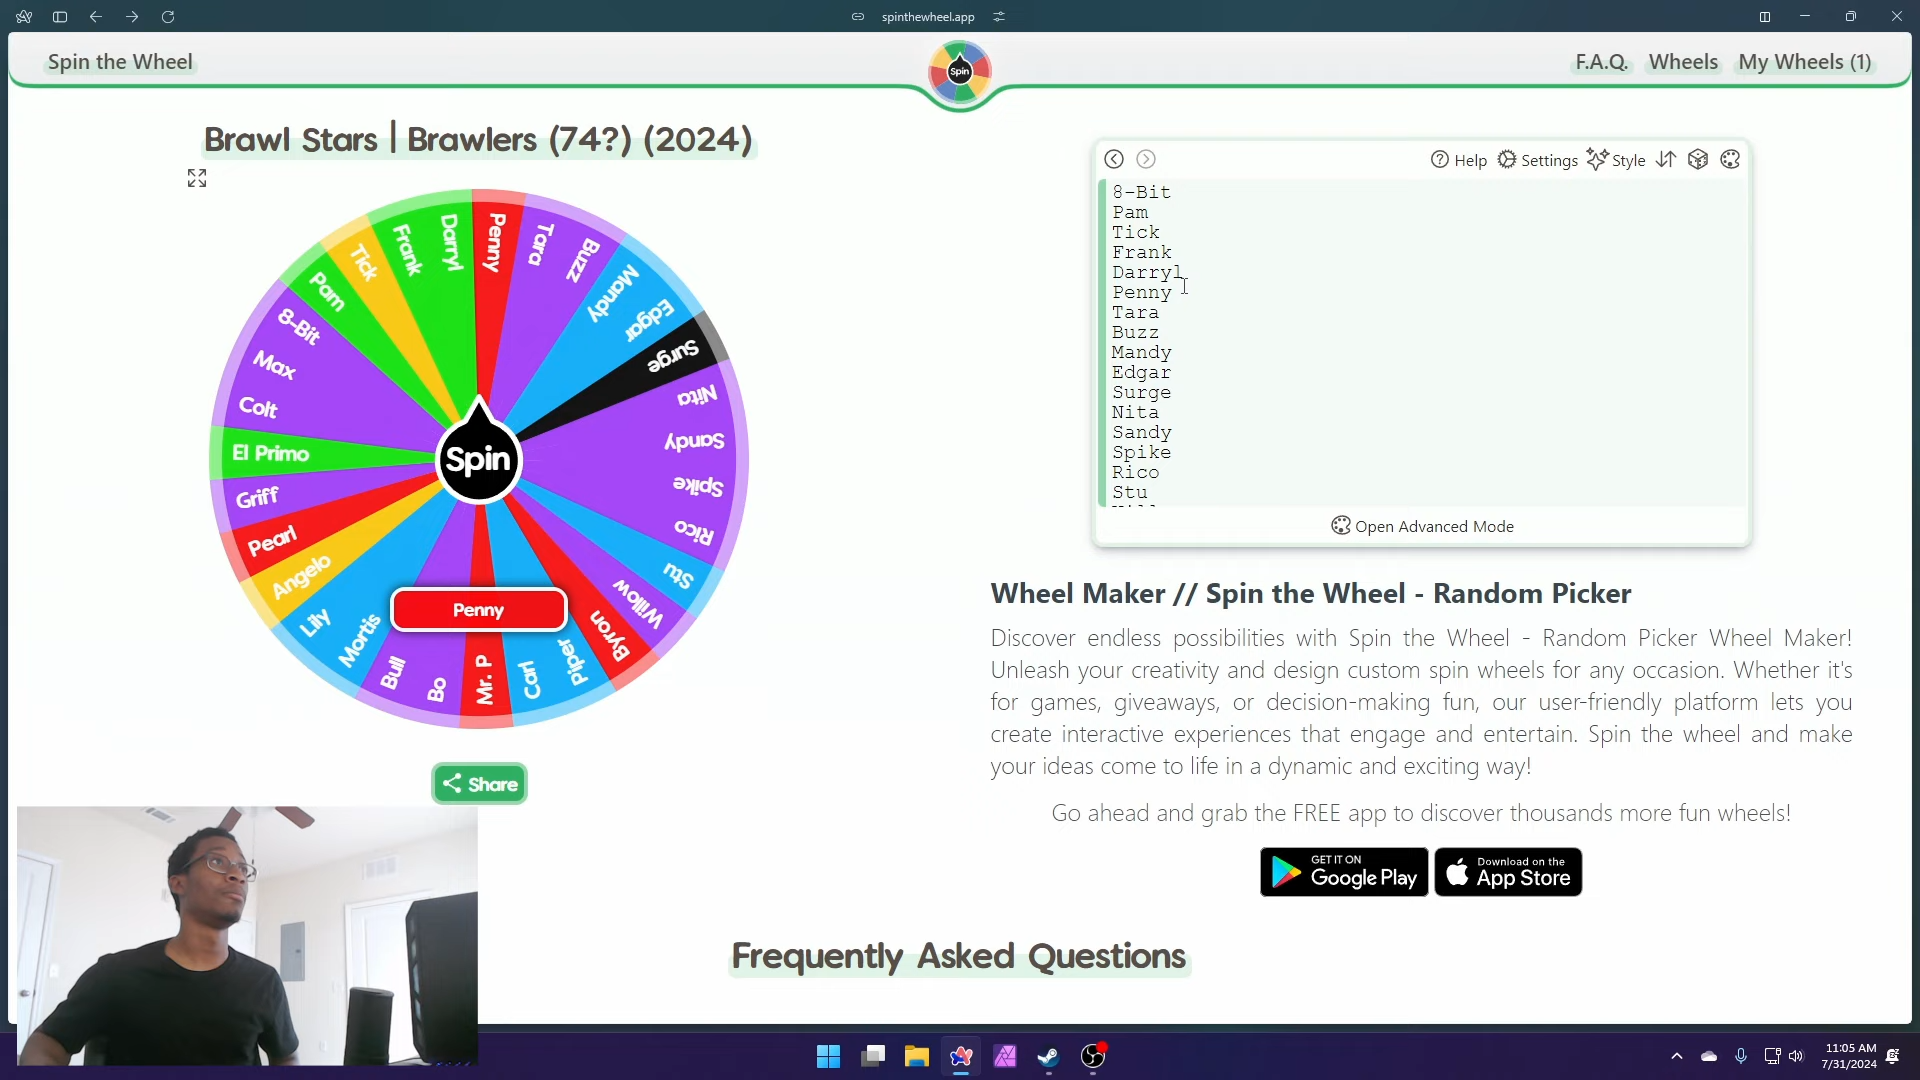 spinthewheel.app
Spin the Wheel
Spin
F.A.Q.
Wheels
My Wheels (1)
Brawl Stars | Brawlers (74?) (2024)
Penny
Tara
Buzz
Mandy
Edgar
Surge
Nita
Sandy
Spike
Rico
Stu
Willow
Byron
Piper
Carl
Mr. P
Bo
Bull
Mortis
Lily
Angelo
Pearl
Griff
El Primo
Colt
Max
8-Bit
Pam
Tick
Frank
Darryl
Spin
Penny
Share
Help
Settings
Style
8-Bit
Pam
Tick
Frank
Darryl
Penny
Tara
Buzz
Mandy
Edgar
Surge
Nita
Sandy
Spike
Rico
Stu
Open Advanced Mode
Wheel Maker // Spin the Wheel - Random Picker
Discover endless possibilities with Spin the Wheel - Random Picker Wheel Maker!
Unleash your creativity and design custom spin wheels for any occasion. Whether it's
for games, giveaways, or decision-making fun, our user-friendly platform lets you
create interactive experiences that engage and entertain. Spin the wheel and make
your ideas come to life in a dynamic and exciting way!
Go ahead and grab the FREE app to discover thousands more fun wheels!
GET IT ON
Google Play
Download on the
App Store
Frequently Asked Questions
11:05 AM
7/31/2024